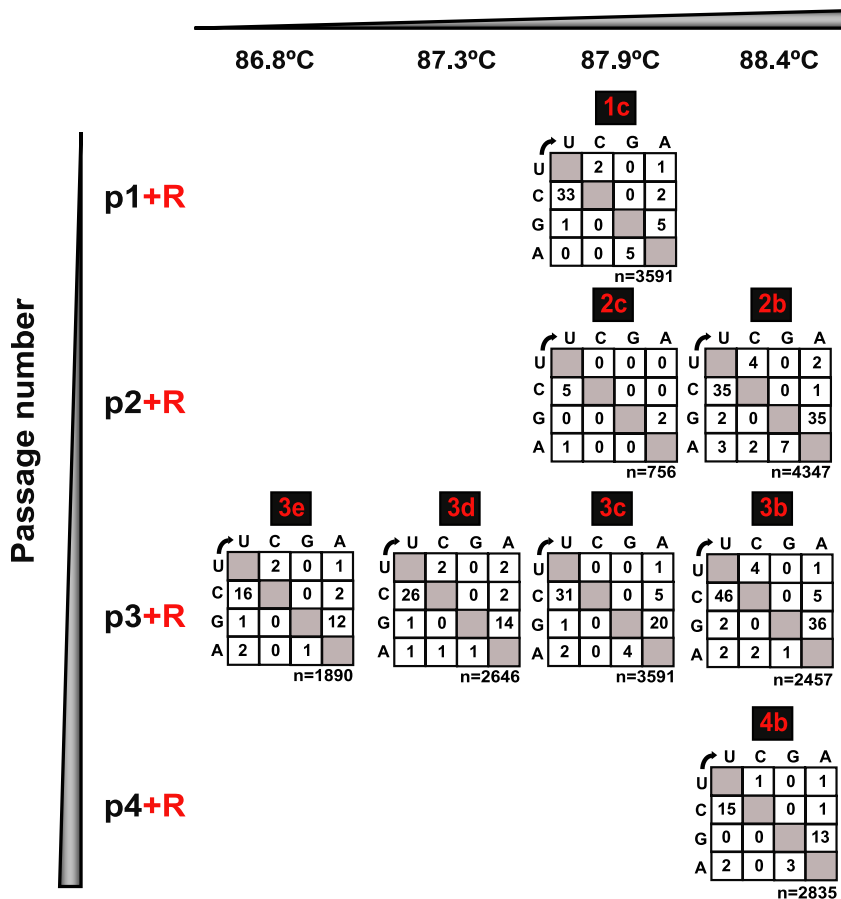 86.8ºC 87.3ºC 87.9ºC 88.4ºC
Passage number
p1+R
1c
U C G A
U 2 0 1
C 33 0 2
G 1 0 5
A 0 0 5
n=3591
p2+R
2c
U C G A
U 0 0 0
C 5 0 0
G 0 0 2
A 1 0 0
n=756
2b
U C G A
U 4 0 2
C 35 0 1
G 2 0 35
A 3 2 7
n=4347
p3+R
3e
U C G A
U 2 0 1
C 16 0 2
G 1 0 12
A 2 0 1
n=1890
3d
U C G A
U 2 0 2
C 26 0 2
G 1 0 14
A 1 1 1
n=2646
3c
U C G A
U 0 0 1
C 31 0 5
G 1 0 20
A 2 0 4
n=3591
3b
U C G A
U 4 0 1
C 46 0 5
G 2 0 36
A 2 2 1
n=2457
p4+R
4b
U C G A
U 1 0 1
C 15 0 1
G 0 0 13
A 2 0 3
n=2835